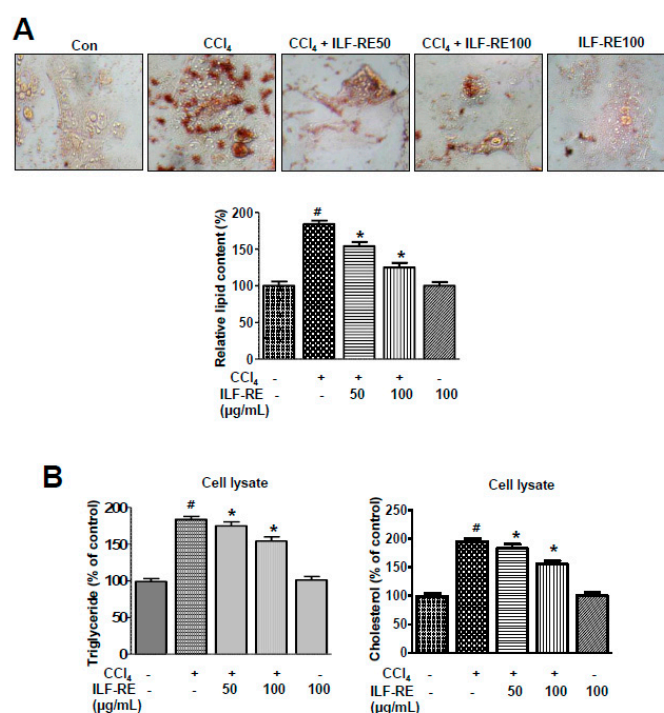 A
Con
CCl₄
CCl₄ + ILF-RE50
CCl₄ + ILF-RE100
ILF-RE100
Relative lipid content (%)
200
150
100
50
0
#
*
*
CCl₄ - + + + -
ILF-RE - - 50 100 100
(µg/mL)
B
Cell lysate
Triglyceride (% of control)
200
150
100
50
0
#
*
*
CCl₄ - + + + -
ILF-RE - - 50 100 100
(µg/mL)
Cell lysate
Cholesterol (% of control)
250
200
150
100
50
0
#
*
*
CCl₄ - + + + -
ILF-RE - - 50 100 100
(µg/mL)